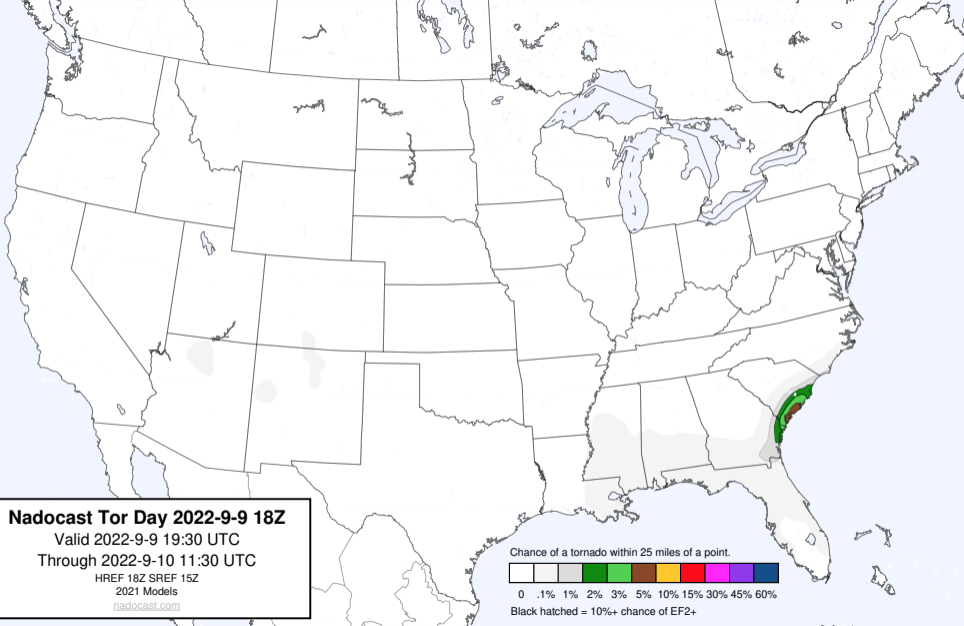 Nadocast Tor Day 2022-9-9 18Z
Valid 2022-9-9 19:30 UTC
Through 2022-9-10 11:30 UTC
HREF 18Z SREF 15Z
2021 Models
nadocast.com
Chance of a tornado within 25 miles of a point.
0 .1% 1% 2% 3% 5% 10% 15% 30% 45% 60%
Black hatched = 10%+ chance of EF2+